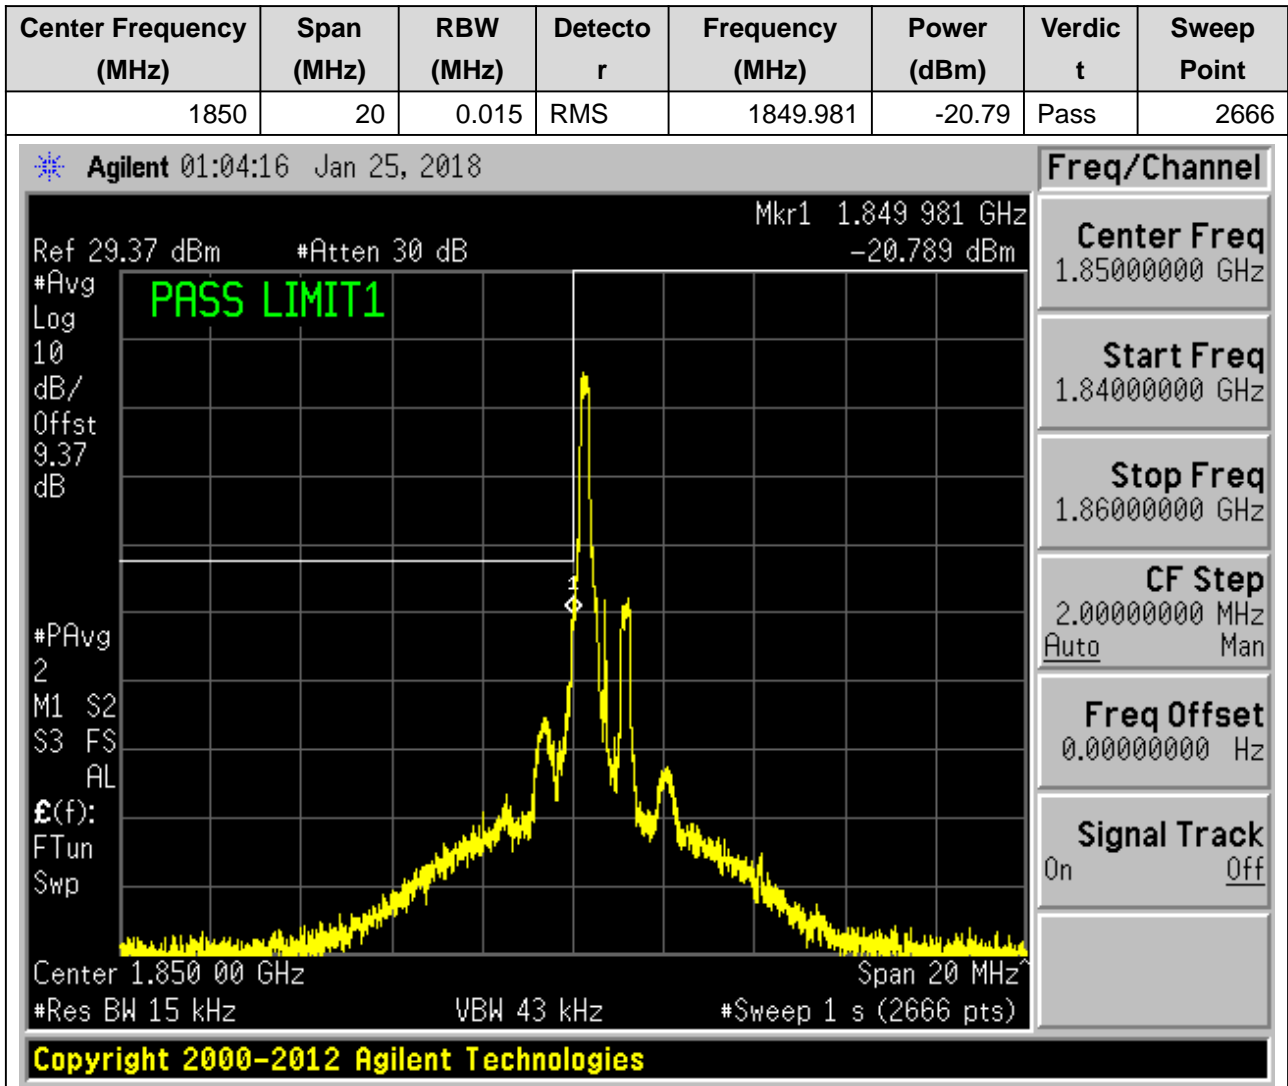 Center Frequency (MHz) Span (MHz) RBW (MHz) Detecto r Frequency (MHz) Power (dBm) Verdic t Sweep Point
1850 20 0.015 RMS 1849.981 -20.79 Pass 2666
Agilent 01:04:16 Jan 25, 2018
Freq/Channel
Mkr1 1.849 981 GHz
Ref 29.37 dBm #Atten 30 dB -20.789 dBm
#Avg
Log
10
dB/
Offst
9.37
dB
PASS LIMIT1
1
#PAvg
2
M1 S2
S3 FS
AL
£(f):
FTun
Swp
Center 1.850 00 GHz Span 20 MHz^
#Res BW 15 kHz VBW 43 kHz #Sweep 1 s (2666 pts)
Center Freq
1.85000000 GHz
Start Freq
1.84000000 GHz
Stop Freq
1.86000000 GHz
CF Step
2.00000000 MHz
Auto Man
Freq Offset
0.00000000 Hz
Signal Track
On Off
Copyright 2000-2012 Agilent Technologies